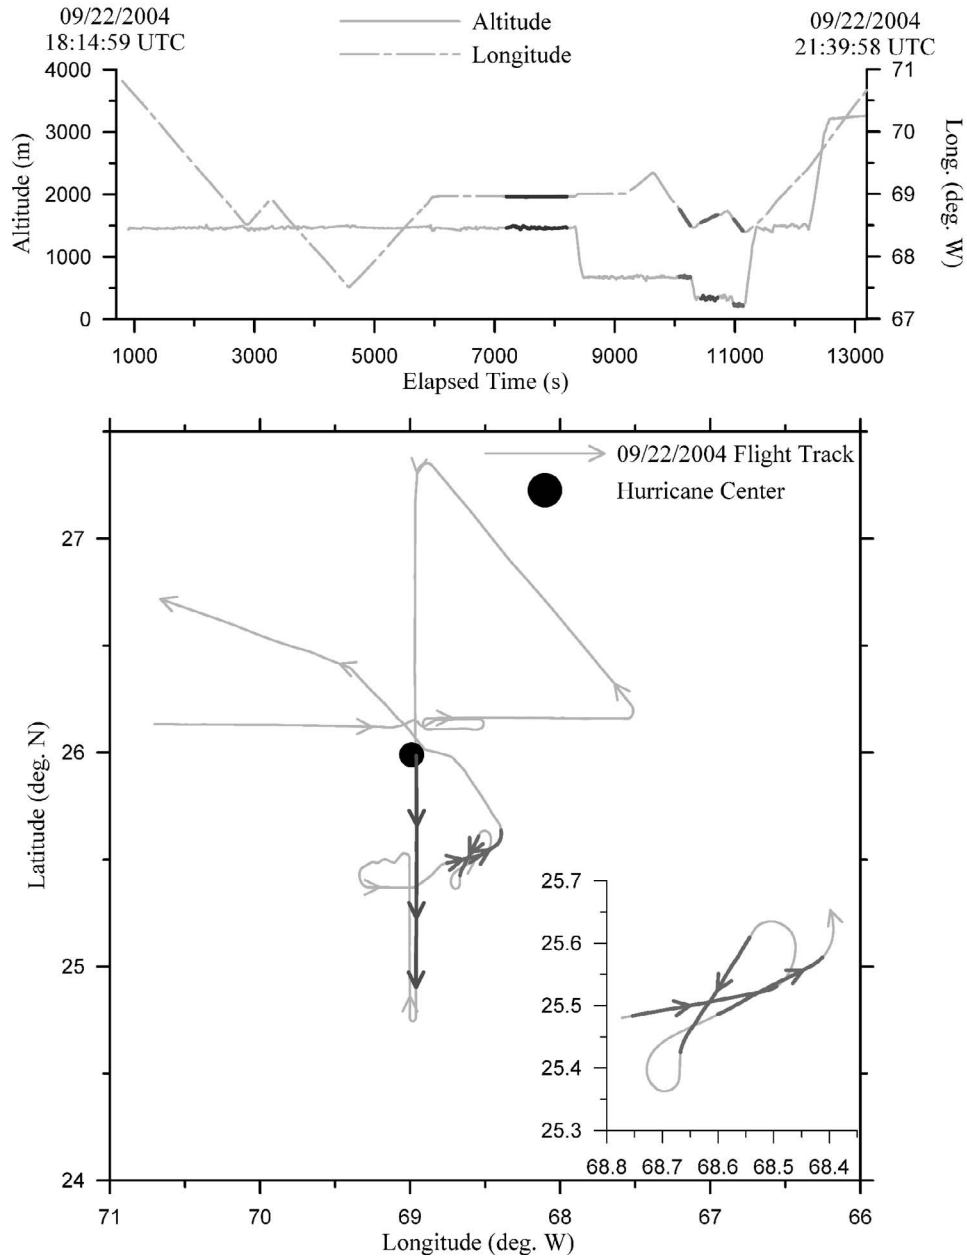 09/22/2004
18:14:59 UTC
Altitude
Longitude
09/22/2004
21:39:58 UTC
4000
3000
2000
1000
0
Altitude (m)
71
70
69
68
67
Long. (deg. W)
1000 3000 5000 7000 9000 11000 13000
Elapsed Time (s)
09/22/2004 Flight Track
Hurricane Center
27
26
25
24
Latitude (deg. N)
71 70 69 68 67 66
Longitude (deg. W)
25.7
25.6
25.5
25.4
25.3
68.8 68.7 68.6 68.5 68.4